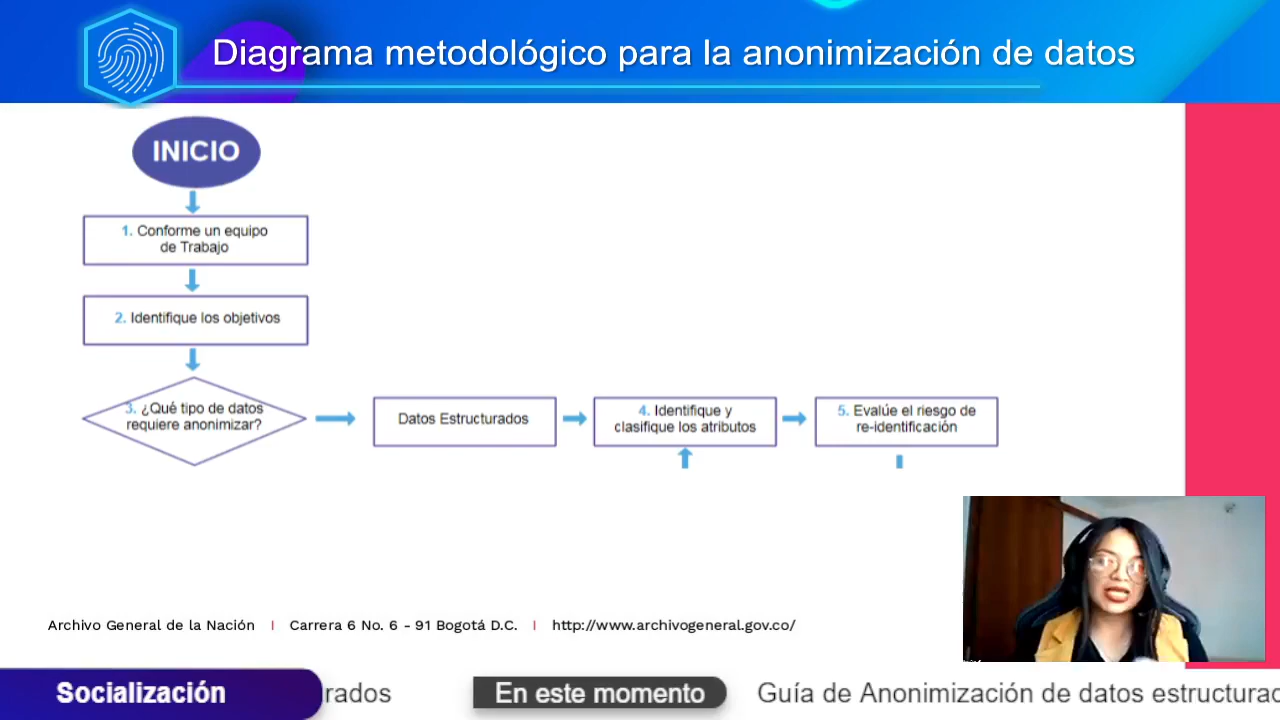 Diagrama metodológico para la anonimización de datos
INICIO
1. Conforme un equipo
de Trabajo
2. Identifique los objetivos
3. ¿Qué tipo de datos
requiere anonimizar?
Datos Estructurados
4. Identifique y
clasifique los atributos
5. Evalúe el riesgo de
re-identificación
Archivo General de la Nación I Carrera 6 No. 6 - 91 Bogotá D.C. I http://www.archivogeneral.gov.co/
Socialización
rados
En este momento
Guía de Anonimización de datos estructurad